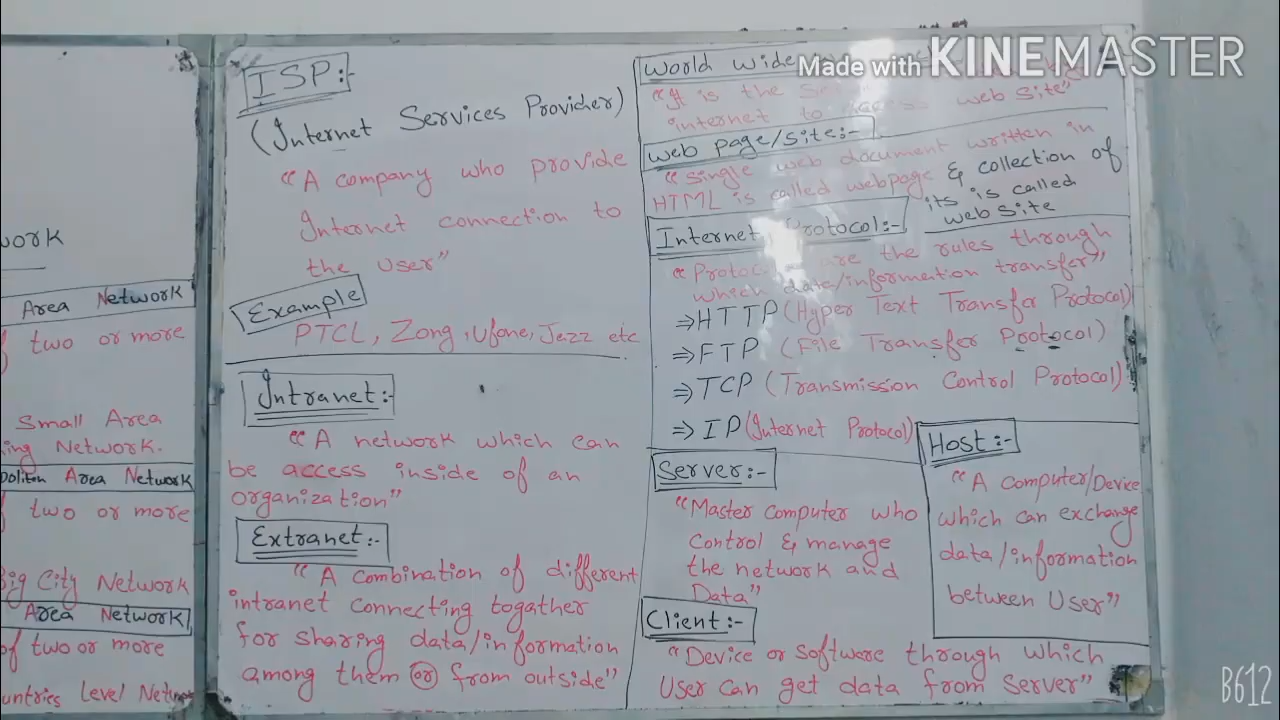 work
Area Network
two or more
Small Area
ing Network.
politan Area Network
two or more
Big City Network
Area Network
of two or more
untries Level Netw
ISP:-
(Internet Services Provider)
"A company who provide
Internet connection to
the User"
Example
PTCL, Zong, Ufone, Jazz etc
Intranet:-
"A network which can
be access inside of an
organization"
Extranet:-
"A combination of different
intranet connecting togather
for sharing data/information
among them or from outside"
World Wide
"It is the
internet to access web site"
web page/site:-
"single web document written in
HTML is called webpage & collection of
its is called
web site
Internet Protocol:-
"Protoc are the rules through
which data/information transfer"
⇒HTTP(Hyper Text Transfer Protocol)
⇒FTP (File Transfer Protocol)
⇒TCP (Transmission Control Protocol)
⇒IP(Internet Protocol)
Server:-
"Master computer who
Control & manage
the network and
Data"
Host:-
"A computer/Device
which can exchange
data/information
between User"
Client:-
"Device or software through which
User can get data from server"
Made with KINEMASTER
B612